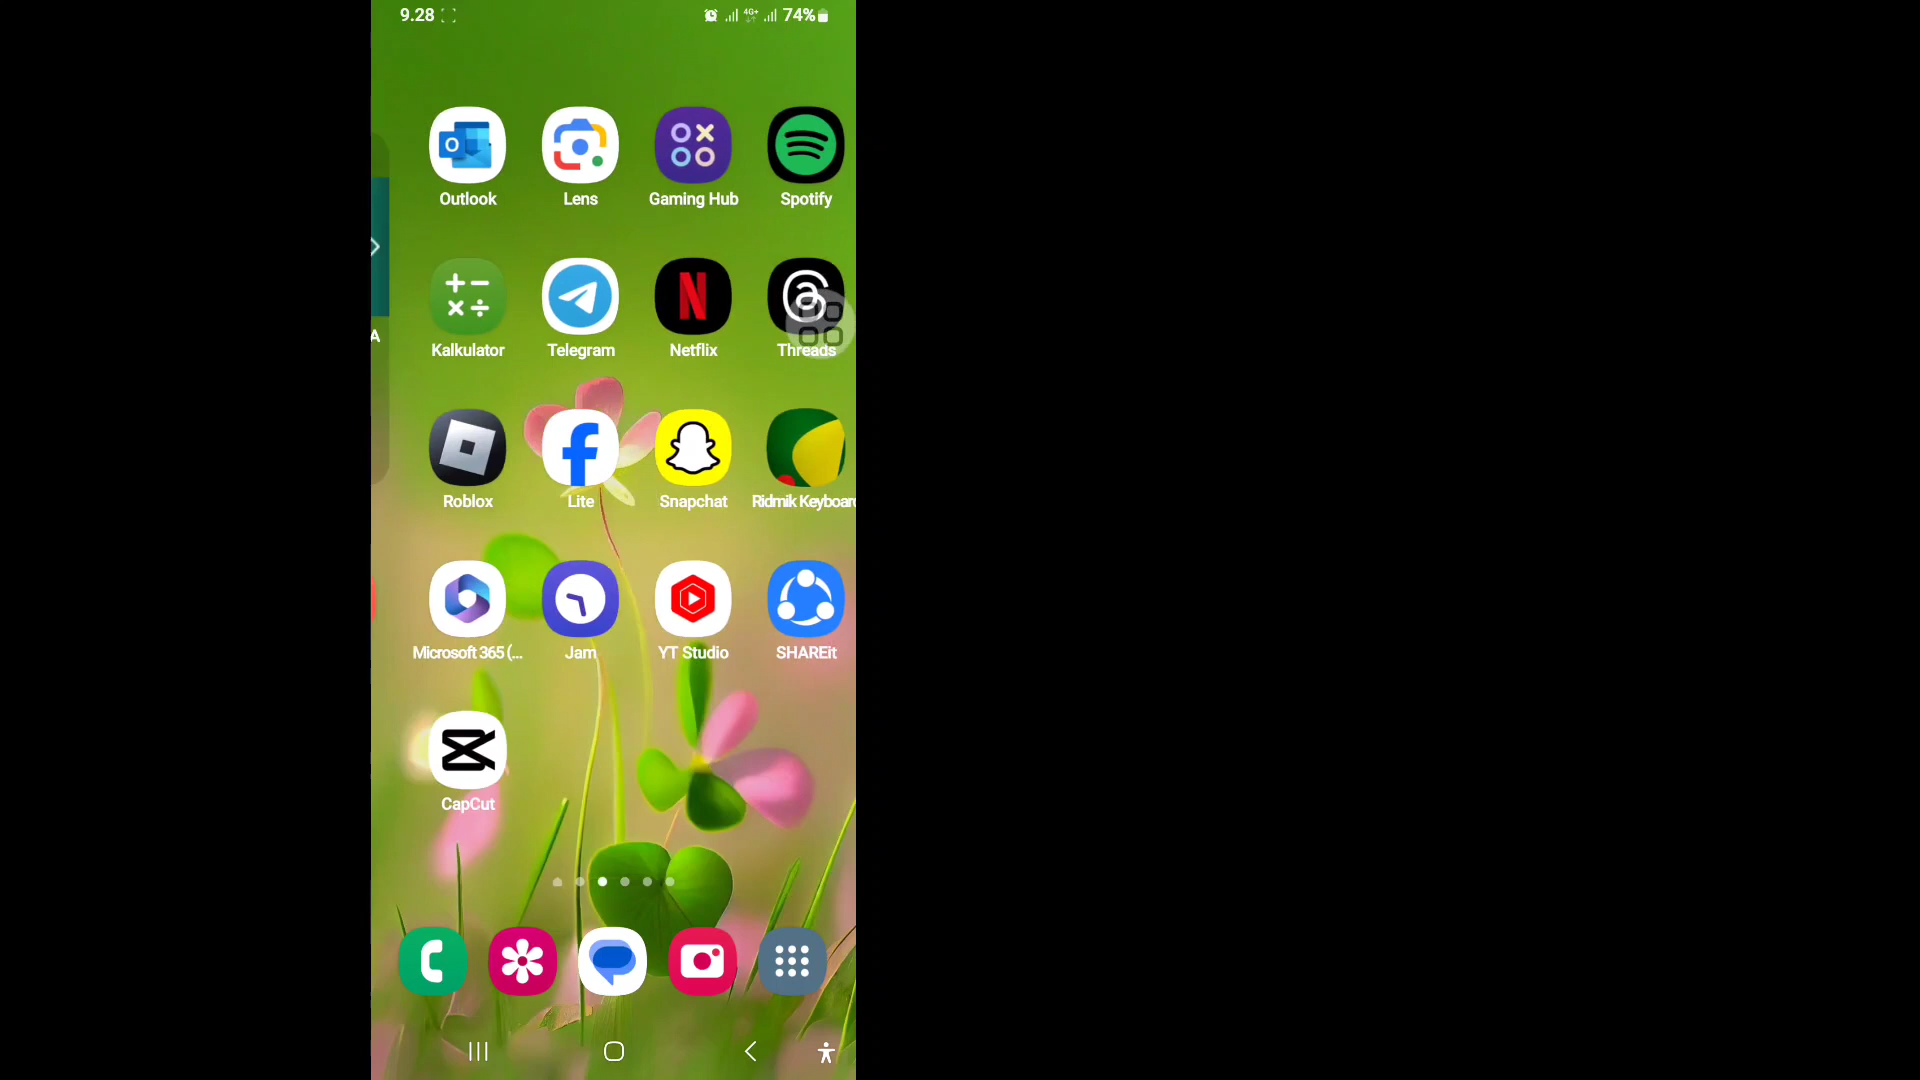 9.28 4G+ 74%
Outlook Lens Gaming Hub Spotify
A
Kalkulator Telegram Netflix Threads
Roblox Lite Snapchat Ridmik Keyboar
Microsoft 365 (... Jam YT Studio SHAREit
CapCut